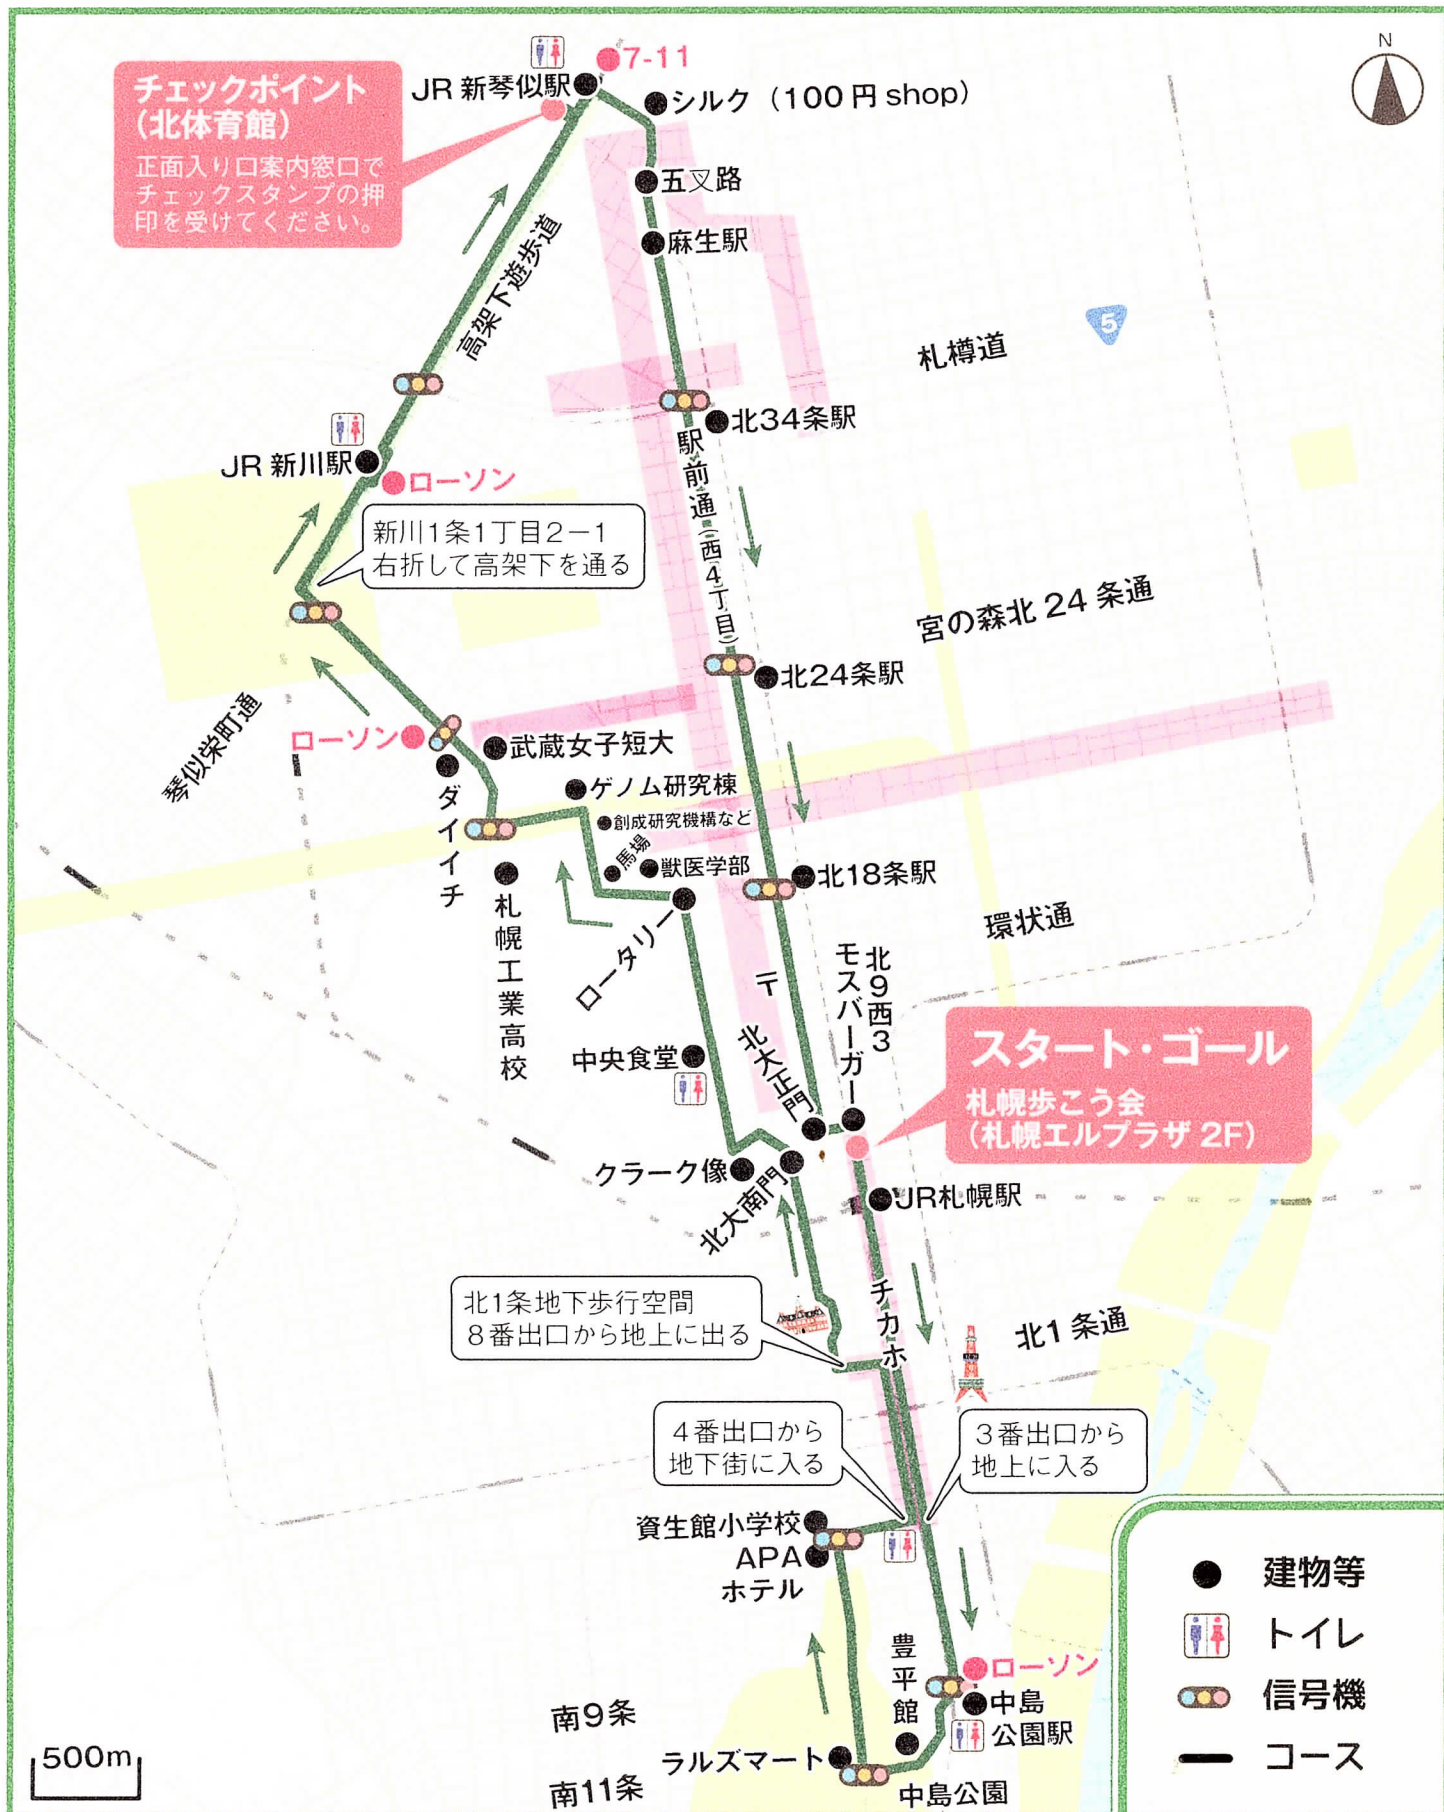 N
7-11
チェックポイント
(北体育館)
正面入り口案内窓口で
チェックスタンプの押
印を受けてください。
JR 新琴似駅
シルク（100 円 shop）
五叉路
麻生駅
高架下遊歩道
5
札樽道
北34条駅
駅前通(西4丁目)
JR 新川駅
ローソン
新川1条1丁目2－1
右折して高架下を通る
宮の森北 24 条通
北24条駅
琴似栄町通
ローソン
武蔵女子短大
ダイイチ
ゲノム研究棟
創成研究機構など
馬場
獣医学部
札幌工業高校
ロータリー
北18条駅
環状通
〒
北9西3
モスバーガー
北大正門
中央食堂
スタート・ゴール
札幌歩こう会
(札幌エルプラザ 2F)
クラーク像
北大南門
JR札幌駅
チカホ
北1条地下歩行空間
8番出口から地上に出る
北1 条通
4番出口から
地下街に入る
3番出口から
地上に入る
資生館小学校
APA
ホテル
豊平館
ローソン
中島
公園駅
南9条
ラルズマート
南11条
中島公園
500m
建物等
トイレ
信号機
コース